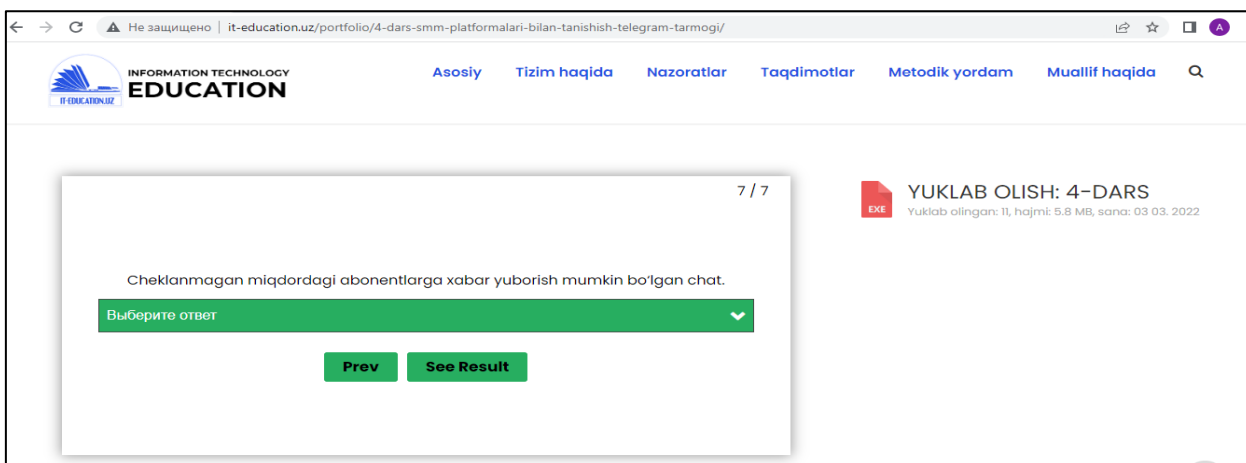 Не защищено | it-education.uz/portfolio/4-dars-smm-platformalari-bilan-tanishish-telegram-tarmogi/
A
INFORMATION TECHNOLOGY
EDUCATION
IT-EDUCATION.UZ
Asosiy Tizim haqida Nazoratlar Taqdimotlar Metodik yordam Muallif haqida
7 / 7
Cheklanmagan miqdordagi abonentlarga xabar yuborish mumkin bo‘lgan chat.
Выберите ответ
Prev See Result
EXE
YUKLAB OLISH: 4-DARS
Yuklab olingan: 11, hajmi: 5.8 MB, sana: 03 03. 2022